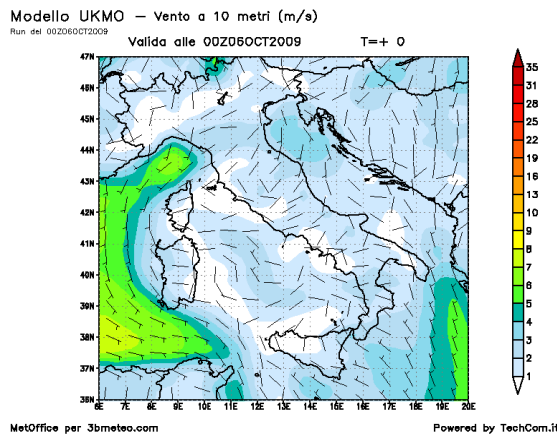 Modello UKMO – Vento a 10 metri (m/s)
Run del 00Z06OCT2009
Valida alle 00Z06OCT2009 T=+ 0
47N
46N
45N
44N
43N
42N
41N
40N
39N
38N
37N
36N
6E 7E 8E 9E 10E 11E 12E 13E 14E 15E 16E 17E 18E 19E 20E
35
31
28
25
22
19
16
13
10
9
8
7
6
5
4
3
2
1
MetOffice per 3bmeteo.com Powered by TechCom.it